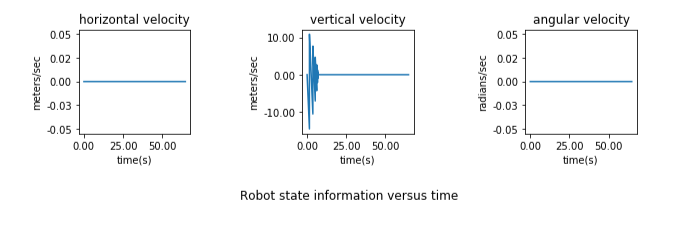 horizontal velocity
0.05
0.02
0.00
-0.03
-0.05
meters/sec
0.00 25.00 50.00
time(s)
vertical velocity
10.00
0.00
-10.00
meters/sec
0.00 25.00 50.00
time(s)
angular velocity
0.05
0.02
0.00
-0.03
-0.05
radians/sec
0.00 25.00 50.00
time(s)
Robot state information versus time